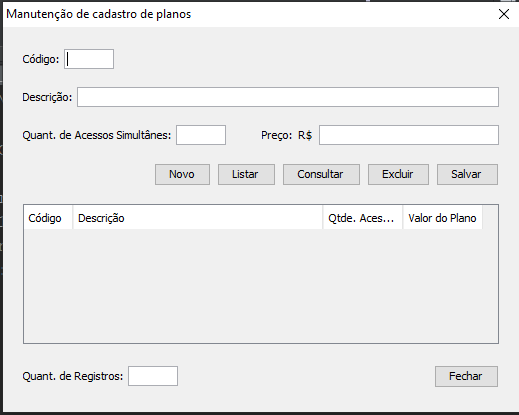 Manutenção de cadastro de planos
Código:
Descrição:
Quant. de Acessos Simultânes: Preço: R$
Novo Listar Consultar Excluir Salvar
Código Descrição Qtde. Aces... Valor do Plano
Quant. de Registros: Fechar